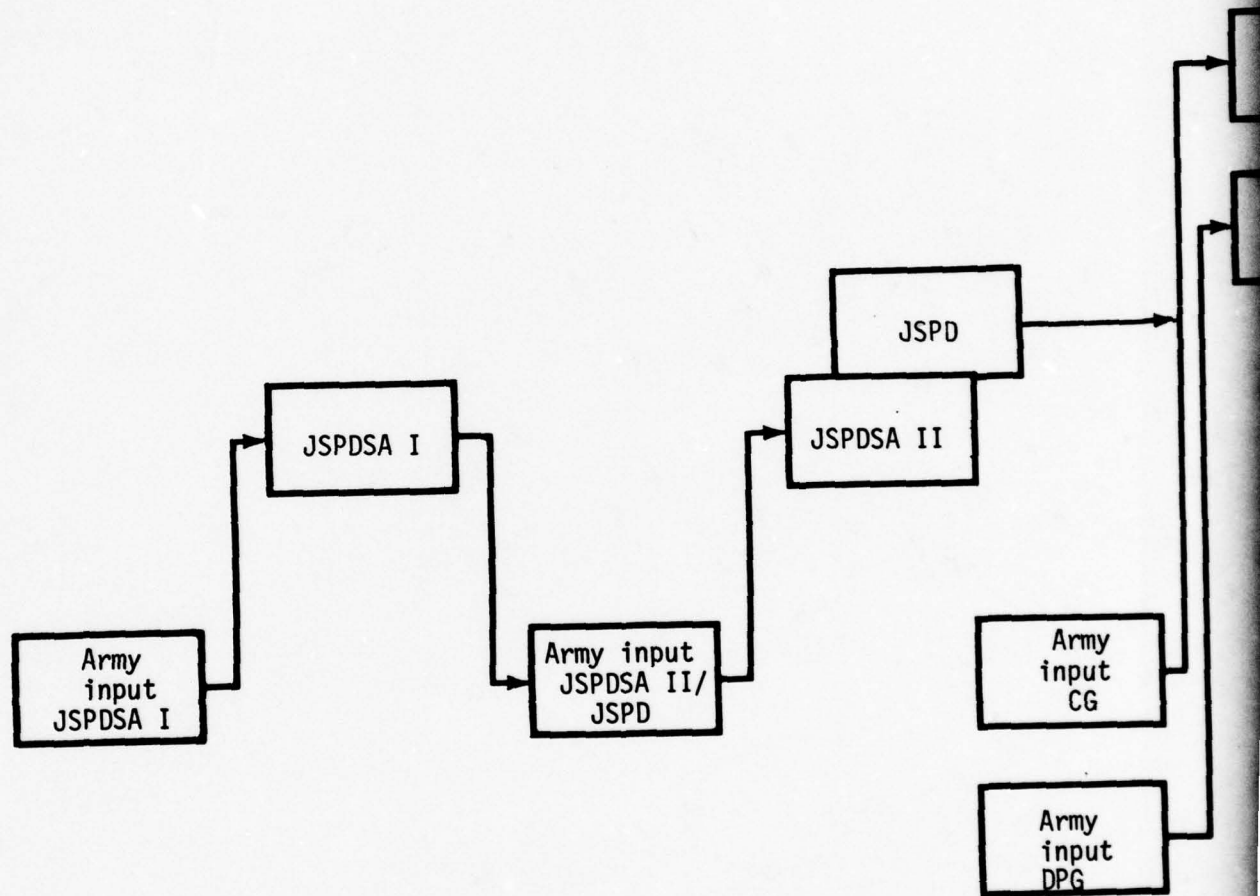 JSPD
JSPDSA I
JSPDSA II
Army
input
JSPDSA I
Army input
JSPDSA II/
JSPD
Army
input
CG
Army
input
DPG